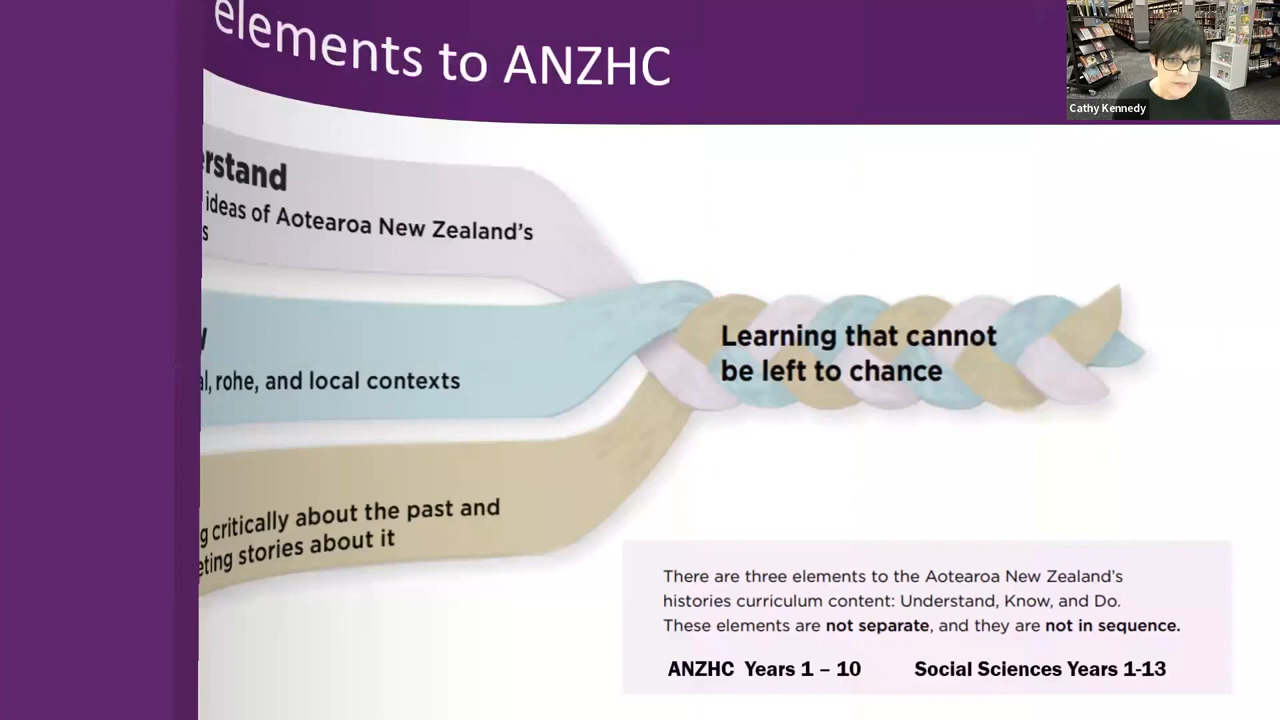 elements to ANZHC
Cathy Kennedy
ideas of Aotearoa New Zealand's
Learning that cannot
be left to chance
rohe, and local contexts
critically about the past and
stories about it
There are three elements to the Aotearoa New Zealand's
histories curriculum content: Understand, Know, and Do.
These elements are not separate, and they are not in sequence.
ANZHC Years 1 – 10 Social Sciences Years 1-13